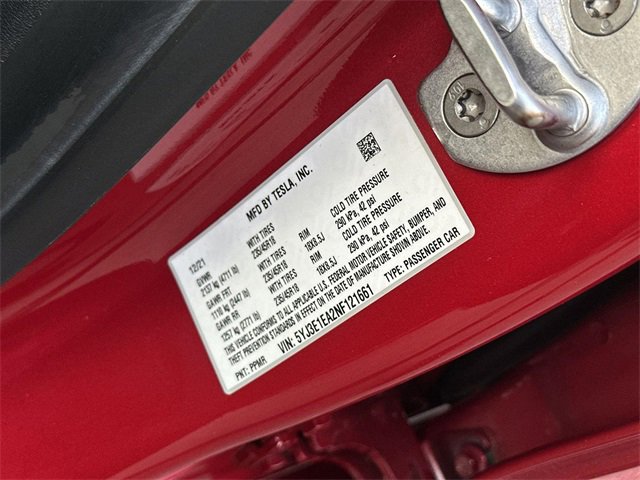 MFD BY TESLA, INC.
12/21
GVWR WITH TIRES RIM COLD TIRE PRESSURE
2137 kg (4711 lb) 235/45R18 18X8.5J 290 kPa, 42 psi
GAWR FRT WITH TIRES RIM COLD TIRE PRESSURE
1110 kg (2447 lb) 235/45R18 18X8.5J 290 kPa, 42 psi
GAWR RR
1257 kg (2771 lb) 235/45R18
THIS VEHICLE CONFORMS TO ALL APPLICABLE U.S. FEDERAL MOTOR VEHICLE SAFETY, BUMPER, AND
THEFT PREVENTION STANDARDS IN EFFECT ON THE DATE OF MANUFACTURE SHOWN ABOVE.
VIN: 5YJ3E1EA2NF121661 TYPE: PASSENGER CAR
PNT: PPMR